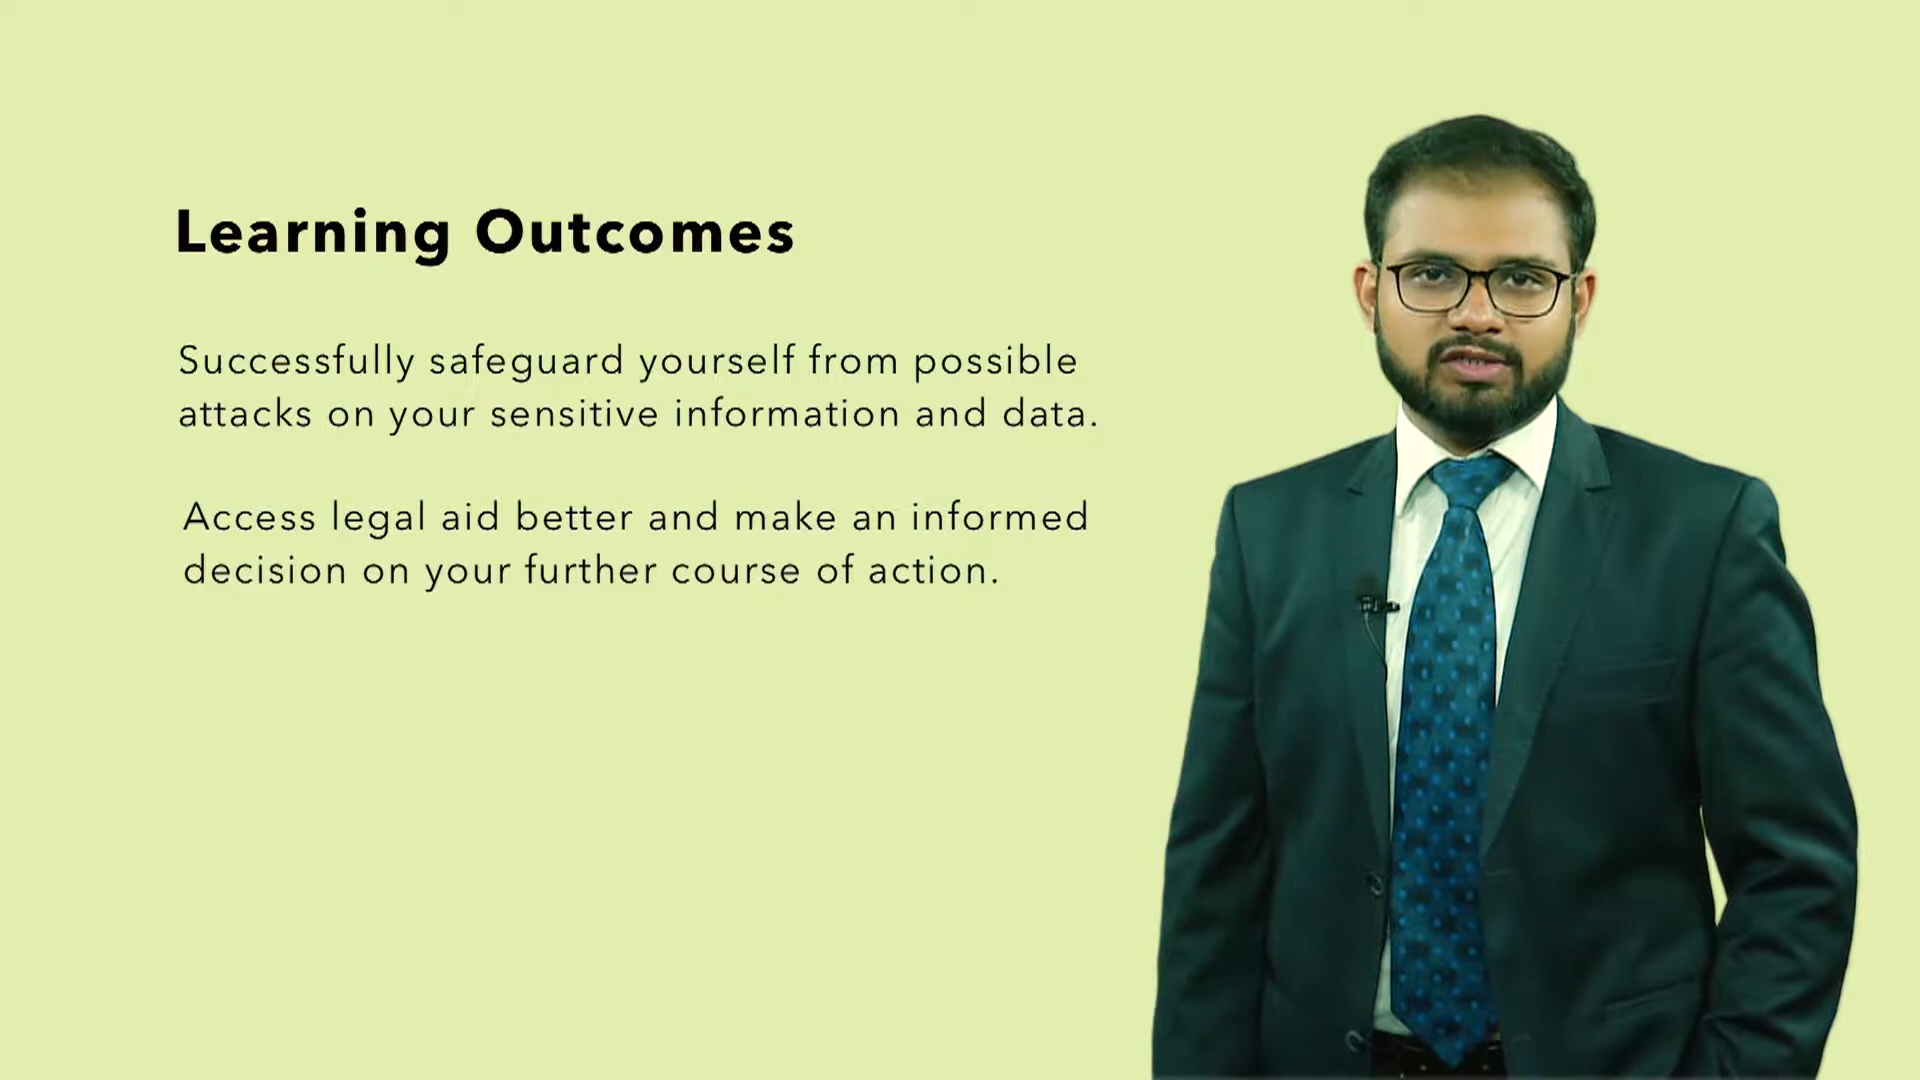 Learning Outcomes
Successfully safeguard yourself from possible
attacks on your sensitive information and data.
Access legal aid better and make an informed
decision on your further course of action.